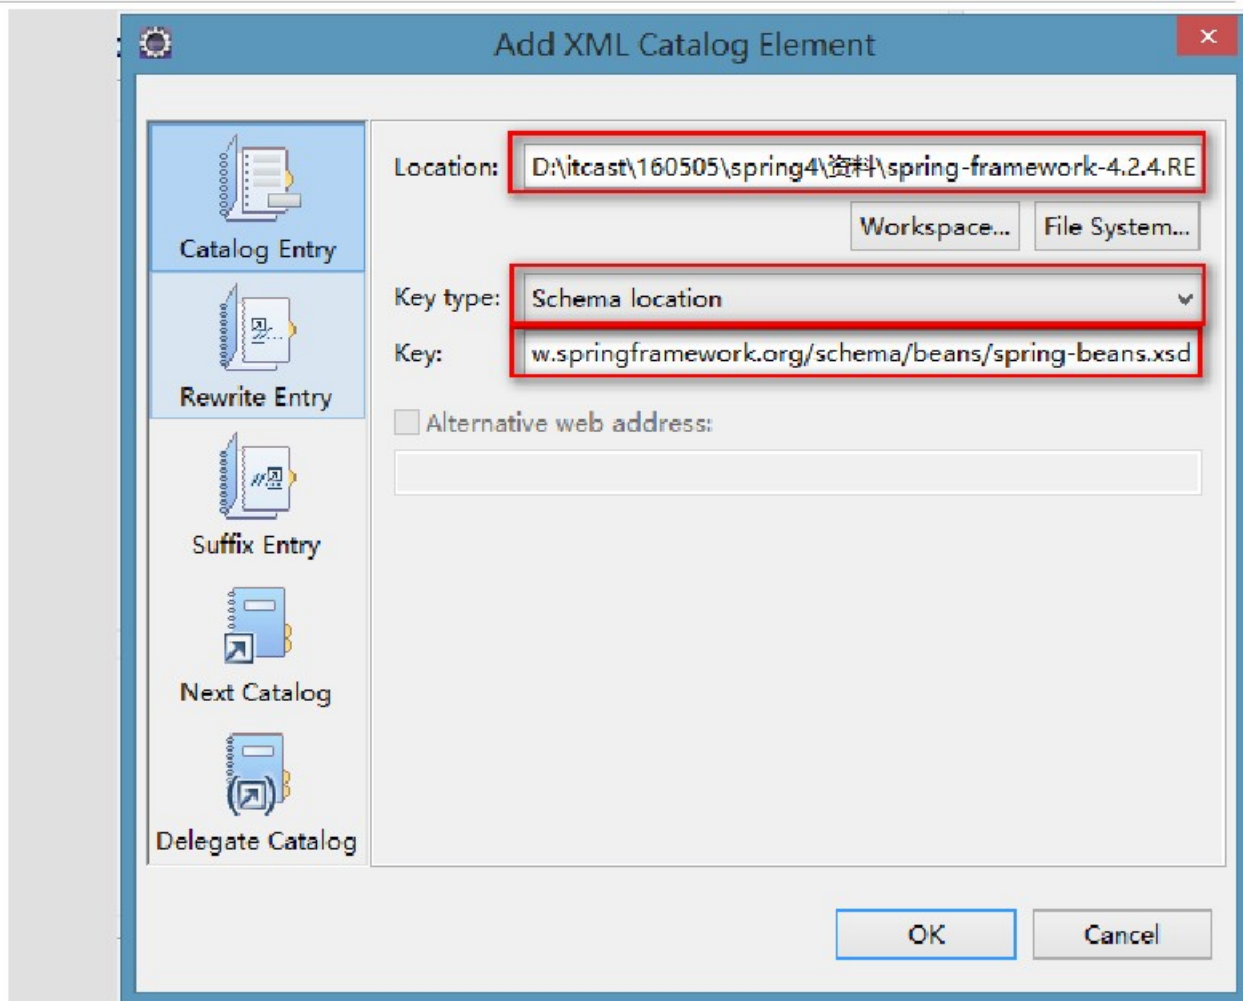 Add XML Catalog Element
Catalog Entry
Rewrite Entry
Suffix Entry
Next Catalog
Delegate Catalog
Location: D:\itcast\160505\spring4\资料\spring-framework-4.2.4.RE
Workspace... File System...
Key type: Schema location
Key: w.springframework.org/schema/beans/spring-beans.xsd
Alternative web address:
OK Cancel